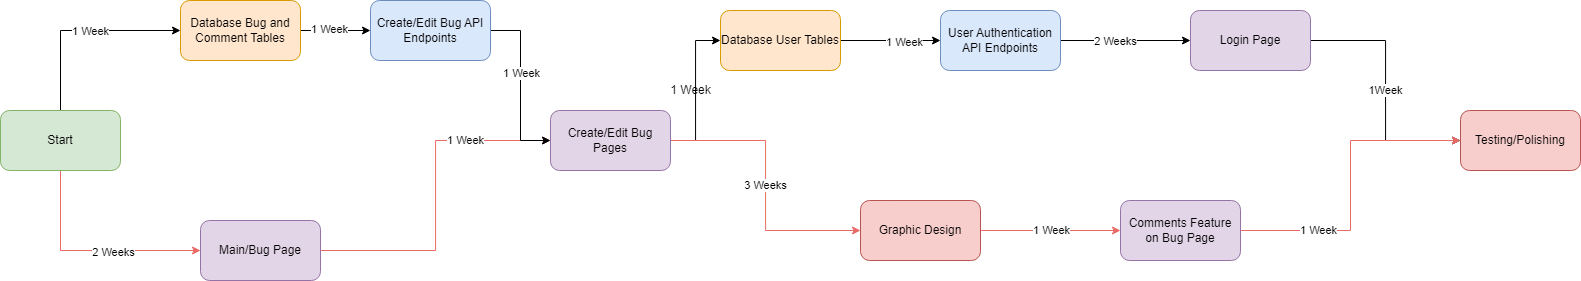 Start
1 Week
Database Bug and
Comment Tables
1 Week
Create/Edit Bug API
Endpoints
1 Week
2 Weeks
Main/Bug Page
1 Week
Create/Edit Bug
Pages
1 Week
Database User Tables
1 Week
User Authentication
API Endpoints
2 Weeks
Login Page
1Week
3 Weeks
Graphic Design
1 Week
Comments Feature
on Bug Page
1 Week
Testing/Polishing